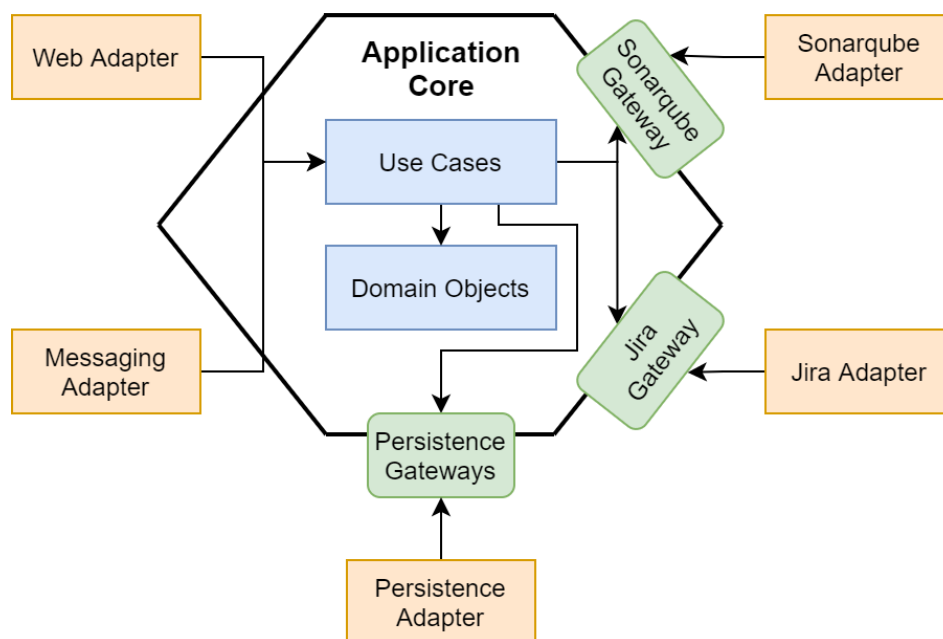 Web Adapter
Application
Core
Sonarqube
Gateway
Sonarqube
Adapter
Use Cases
Domain Objects
Messaging
Adapter
Jira
Gateway
Jira Adapter
Persistence
Gateways
Persistence
Adapter